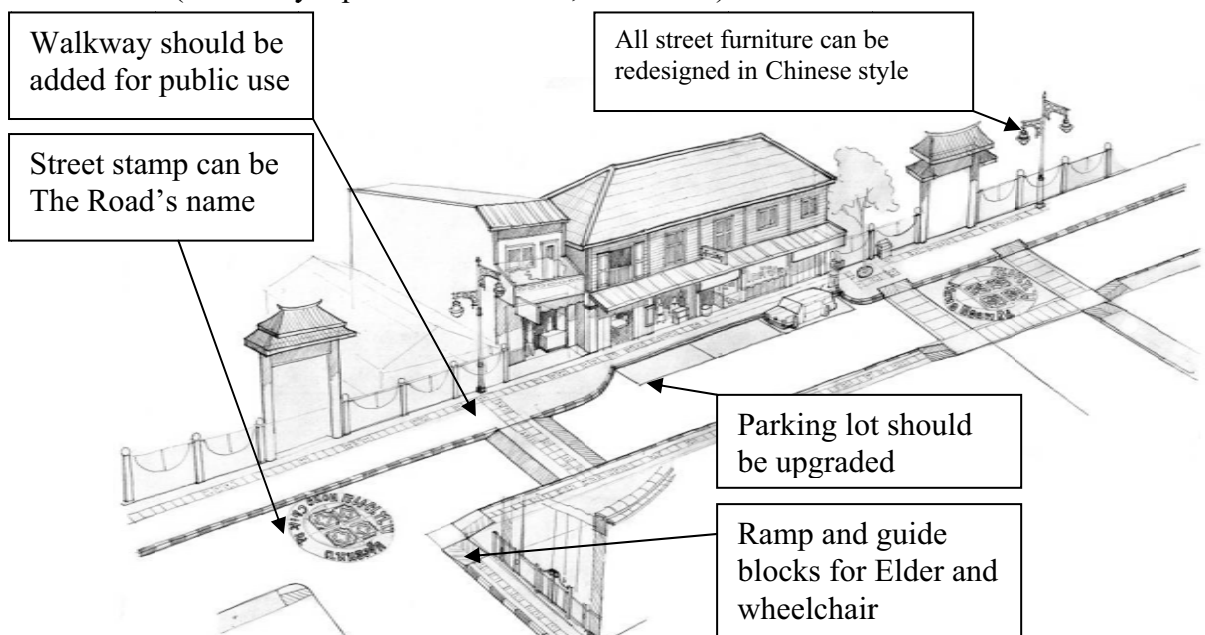 Walkway should be
added for public use
All street furniture can be
redesigned in Chinese style
Street stamp can be
The Road’s name
Parking lot should
be upgraded
Ramp and guide
blocks for Elder and
wheelchair